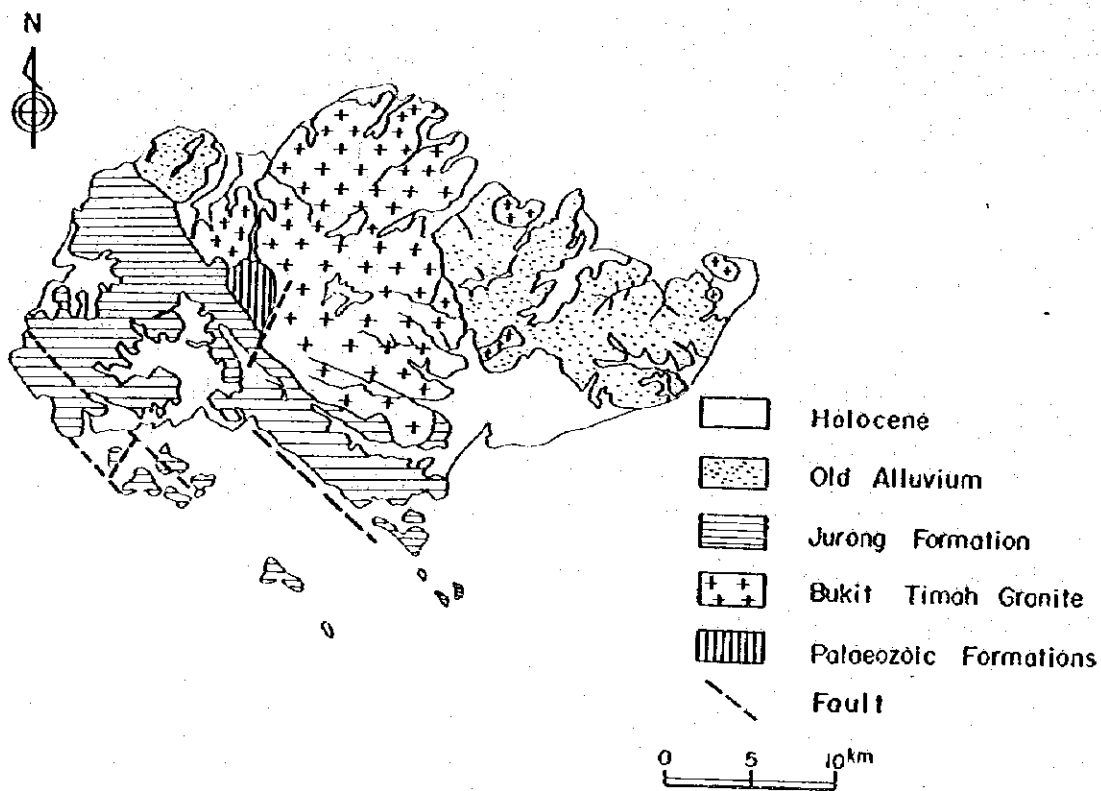 N
Holocene
Old Alluvium
Jurong Formation
Bukit Timah Granite
Palaeozoic Formations
Fault
0 5 10km